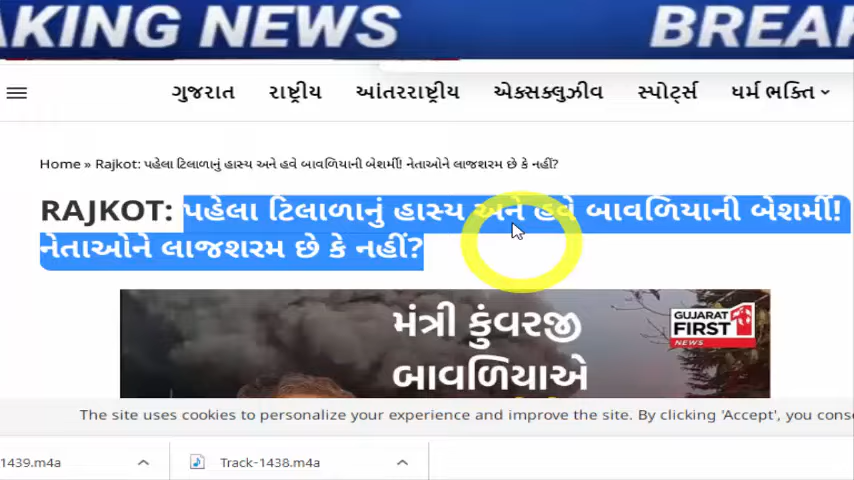 AKING NEWS BREAK
ગુજરાત રાષ્ટ્રીય આંતરરાષ્ટ્રીય એક્સક્લુઝીવ સ્પોર્ટ્સ ધર્મ ભક્તિ
Home » Rajkot: પહેલા ટિલાળાનું હાસ્ય અને હવે બાવળિયાની બેશર્મી! નેતાઓને લાજશરમ છે કે નહીં?
RAJKOT: પહેલા ટિલાળાનું હાસ્ય અને હવે બાવળિયાની બેશર્મી!
નેતાઓને લાજશરમ છે કે નહીં?
મંત્રી કુંવરજી
બાવળિયાએ
GUJARAT
FIRST
NEWS
The site uses cookies to personalize your experience and improve the site. By clicking 'Accept', you cons
1439.m4a Track-1438.m4a